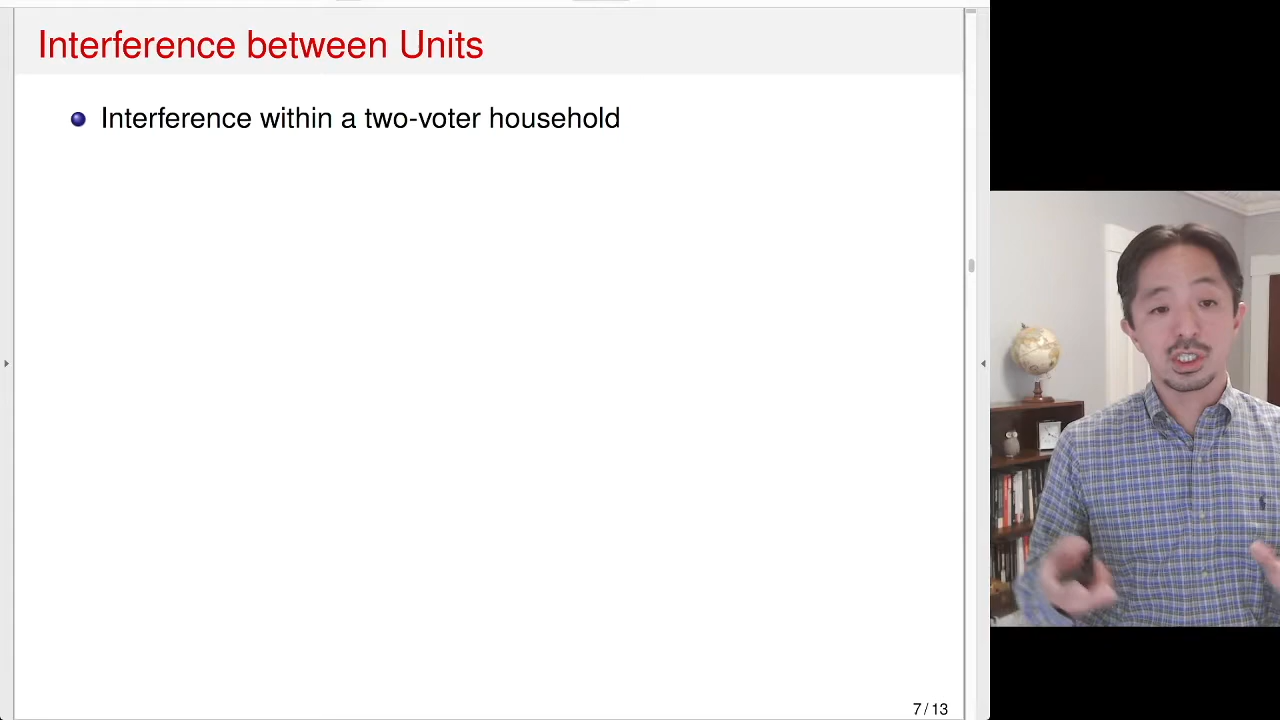 Interference between Units
Interference within a two-voter household
7 / 13